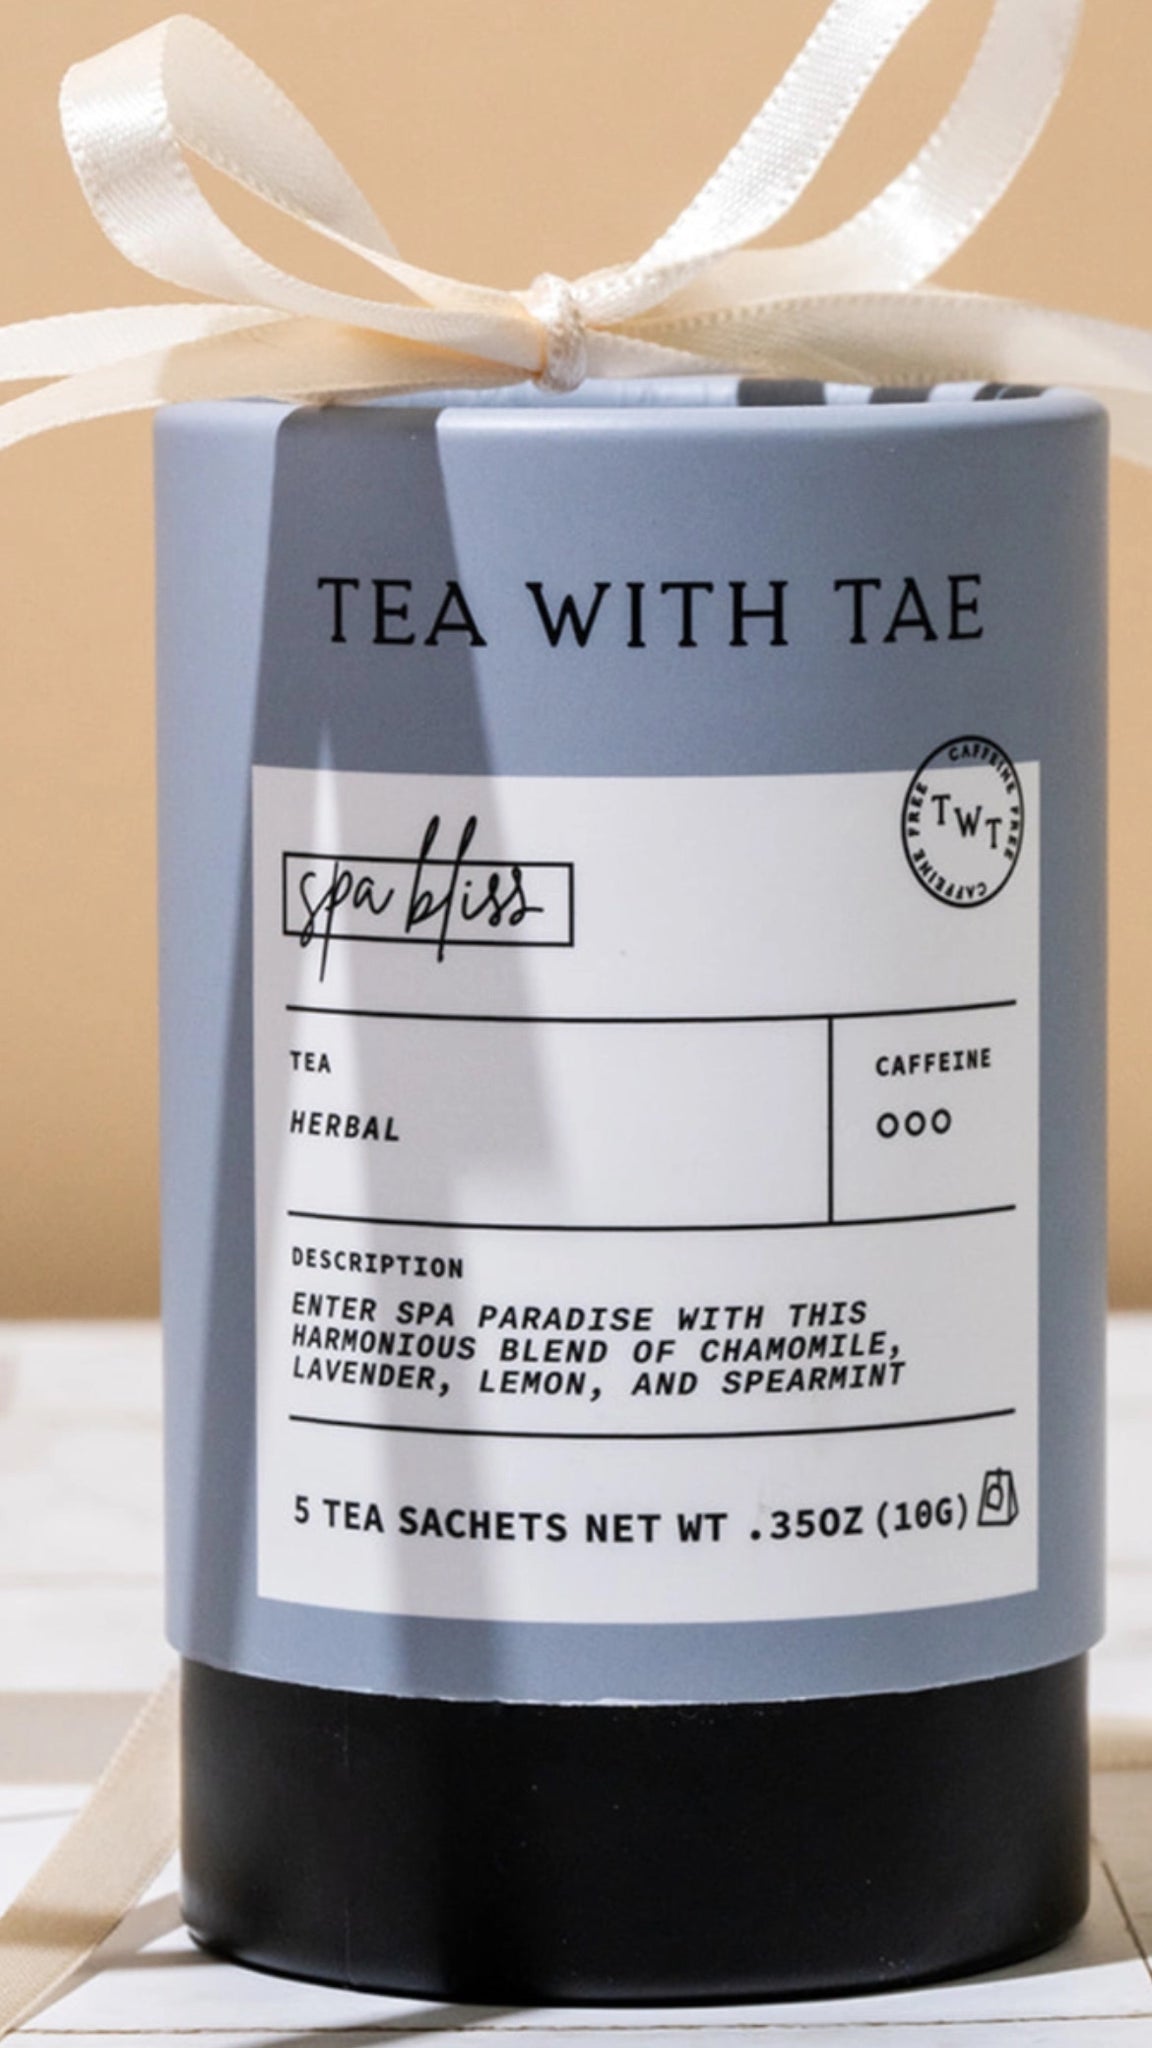 TEA WITH TAE
CAFFEINE FREE CAFFEINE FREE
TWT
spa bliss
TEA
CAFFEINE
HERBAL
DESCRIPTION
ENTER SPA PARADISE WITH THIS
HARMONIOUS BLEND OF CHAMOMILE,
LAVENDER, LEMON, AND SPEARMINT
5 TEA SACHETS NET WT .35OZ (10G)